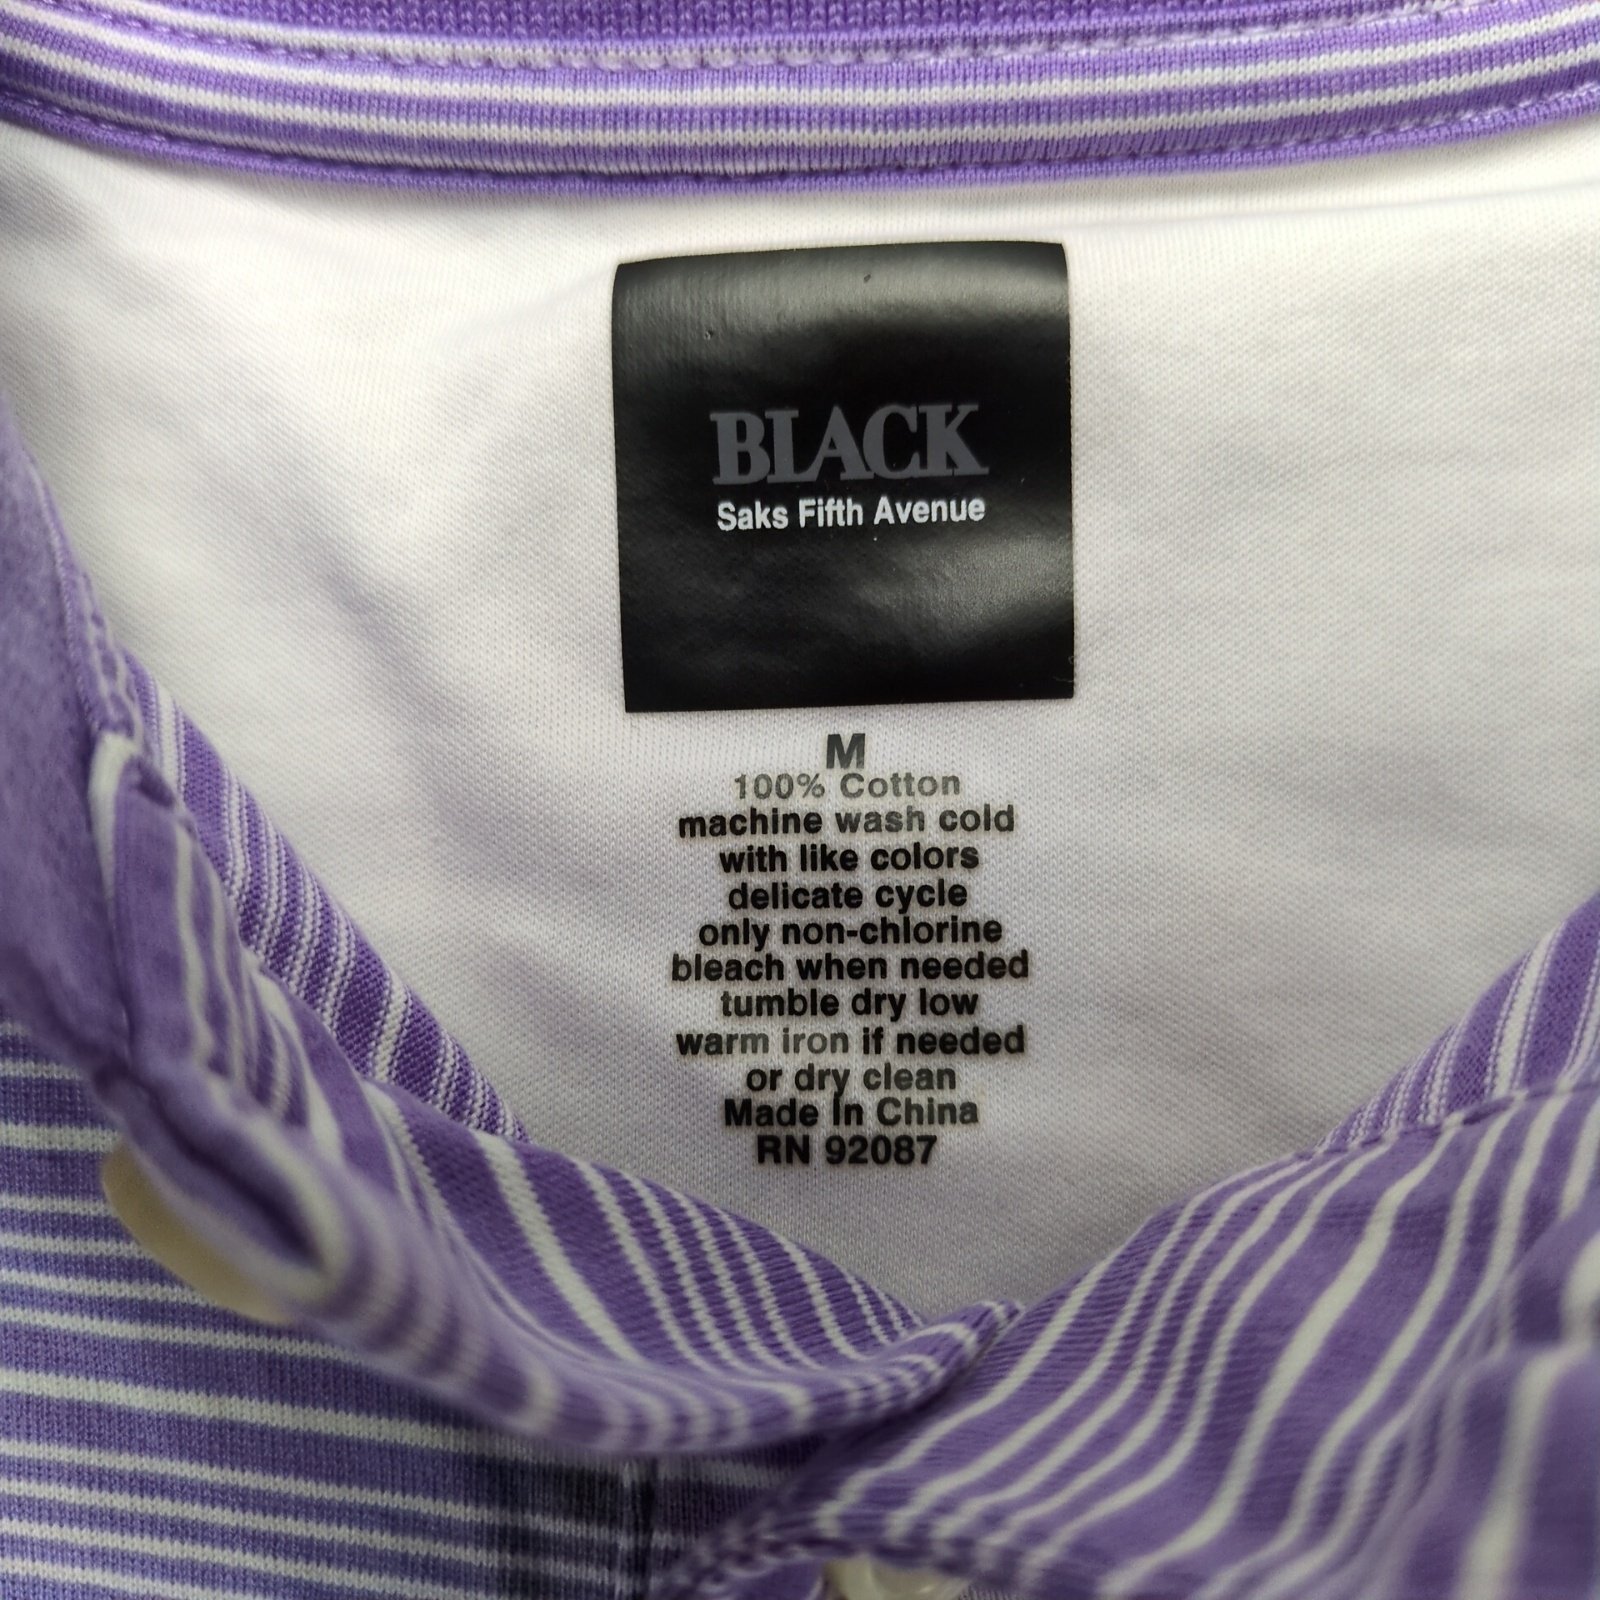 BLACK
Saks Fifth Avenue
M
100% Cotton
machine wash cold
with like colors
delicate cycle
only non-chlorine
bleach when needed
tumble dry low
warm iron if needed
or dry clean
Made In China
RN 92087